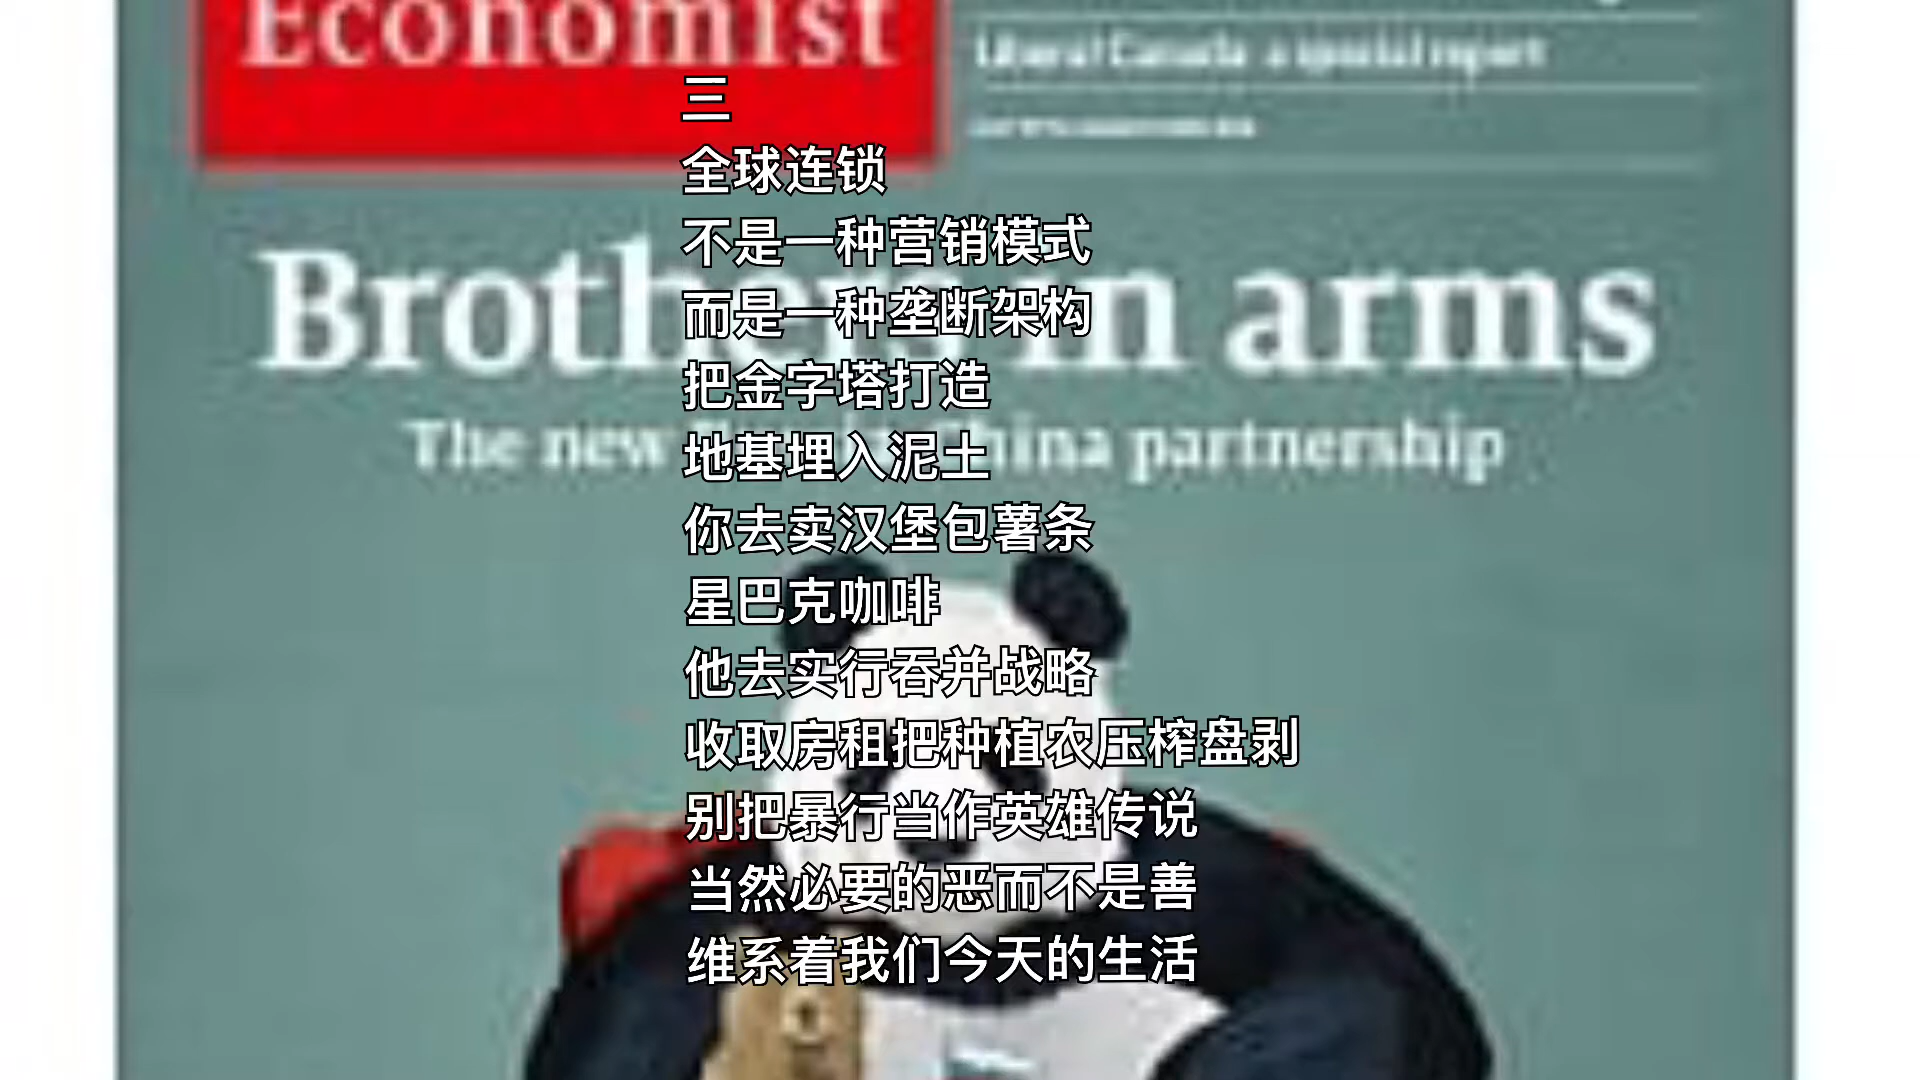 Economist
Liberal Canada: a special report
三
全球连锁
不是一种营销模式
而是一种垄断架构
把金字塔打造
地基埋入泥土
你去卖汉堡包薯条
星巴克咖啡
他去实行吞并战略
收取房租把种植农压榨盘剥
别把暴行当作英雄传说
当然必要的恶而不是善
维系着我们今天的生活
Brothers in arms
The new China partnership